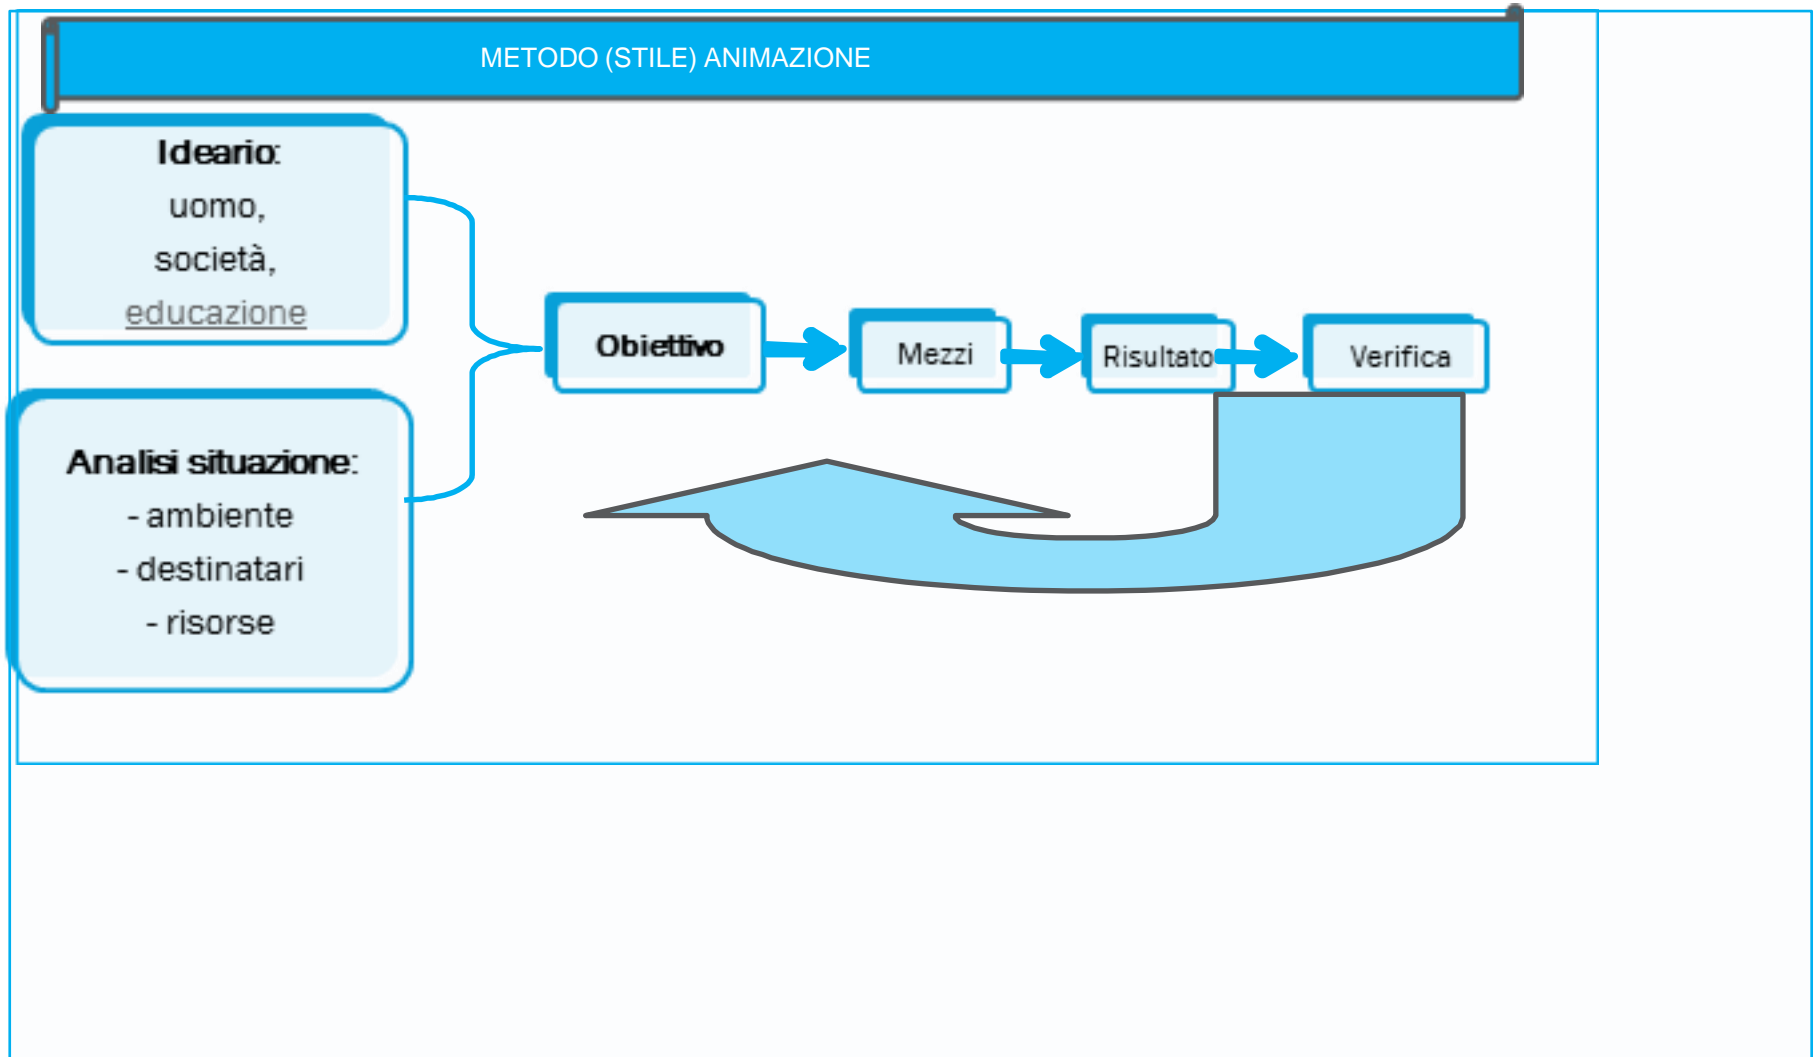 METODO (STILE) ANIMAZIONE
Ideario:
uomo,
società,
educazione
Analisi situazione:
- ambiente
- destinatari
- risorse
Obiettivo
Mezzi
Risultato
Verifica